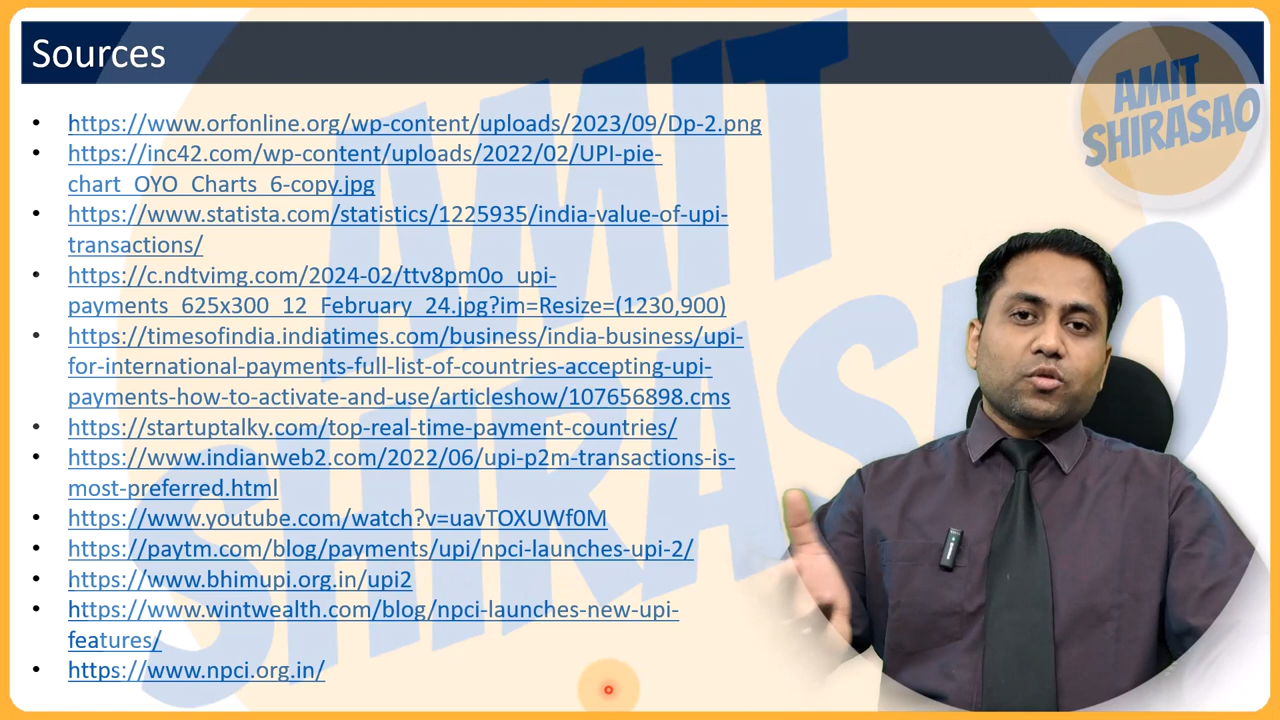 Sources
AMIT
SHIRASAO
• https://www.orfonline.org/wp-content/uploads/2023/09/Dp-2.png
• https://inc42.com/wp-content/uploads/2022/02/UPI-pie-
chart_OYO_Charts_6-copy.jpg
• https://www.statista.com/statistics/1225935/india-value-of-upi-
transactions/
• https://c.ndtvimg.com/2024-02/ttv8pm0o_upi-
payments_625x300_12_February_24.jpg?im=Resize=(1230,900)
• https://timesofindia.indiatimes.com/business/india-business/upi-
for-international-payments-full-list-of-countries-accepting-upi-
payments-how-to-activate-and-use/articleshow/107656898.cms
• https://startuptalky.com/top-real-time-payment-countries/
• https://www.indianweb2.com/2022/06/upi-p2m-transactions-is-
most-preferred.html
• https://www.youtube.com/watch?v=uavTOXUWf0M
• https://paytm.com/blog/payments/upi/npci-launches-upi-2/
• https://www.bhimupi.org.in/upi2
• https://www.wintwealth.com/blog/npci-launches-new-upi-
features/
• https://www.npci.org.in/
AMIT
SHIRASAO